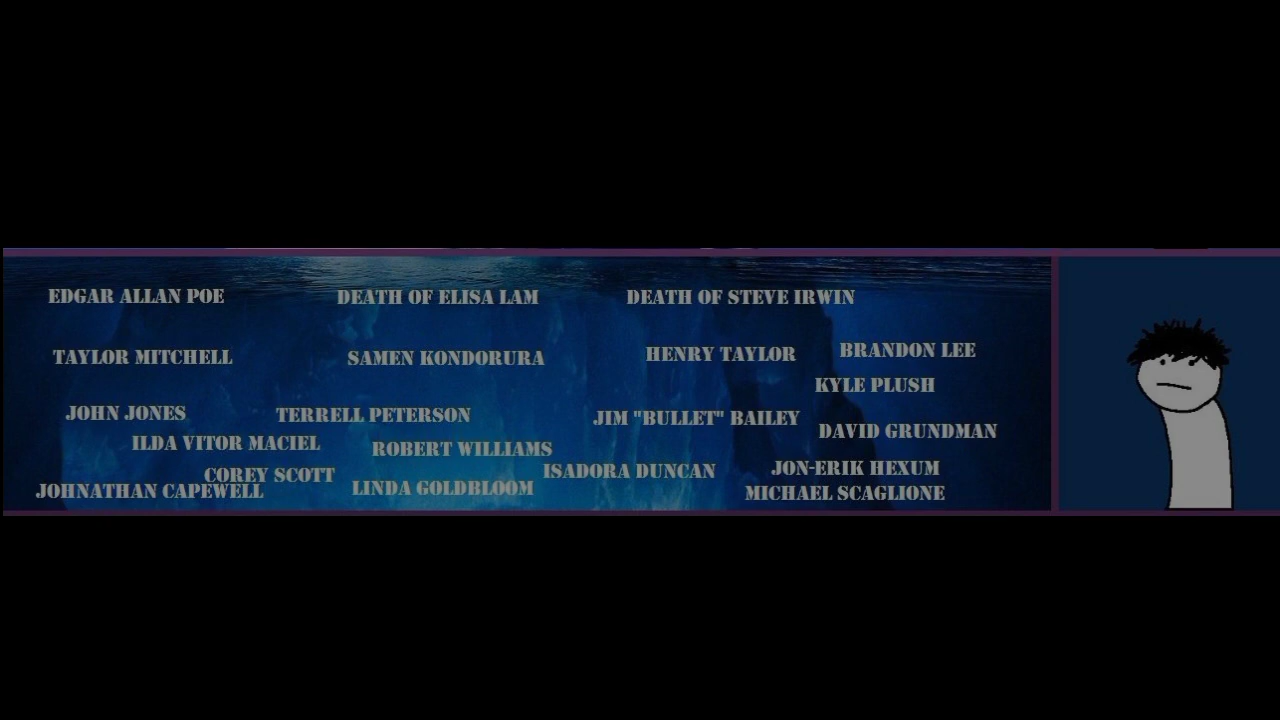 EDGAR ALLAN POE
DEATH OF ELISA LAM
DEATH OF STEVE IRWIN
TAYLOR MITCHELL
SAMEN KONDORURA
HENRY TAYLOR
BRANDON LEE
KYLE PLUSH
JOHN JONES
TERRELL PETERSON
JIM "BULLET" BAILEY
DAVID GRUNDMAN
ILDA VITOR MACIEL
ROBERT WILLIAMS
COREY SCOTT
ISADORA DUNCAN
JON-ERIK HEXUM
JOHNATHAN CAPEWELL
LINDA GOLDBLOOM
MICHAEL SCAGLIONE